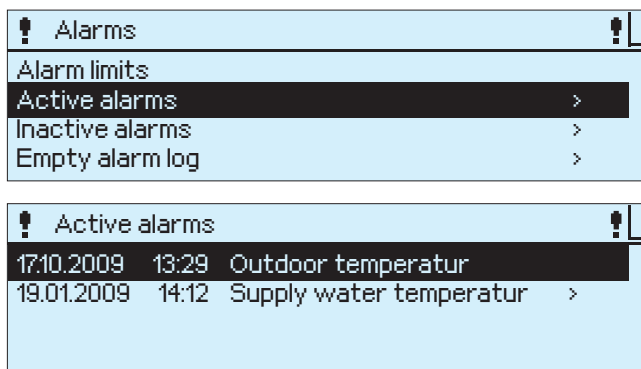 Alarms
Alarm limits
Active alarms >
Inactive alarms >
Empty alarm log >
Active alarms
17.10.2009 13:29 Outdoor temperatur
19.01.2009 14:12 Supply water temperatur >